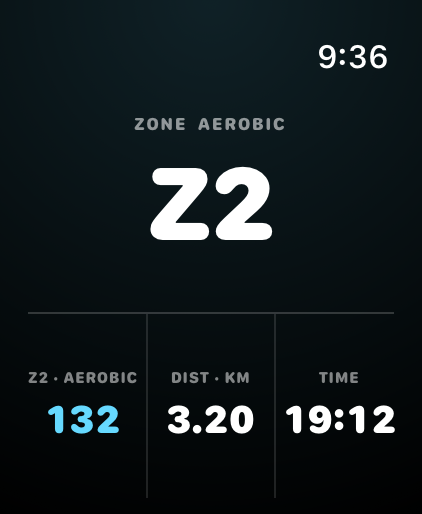 9:36
ZONE AEROBIC
Z2
Z2 · AEROBIC DIST · KM TIME
132 3.20 19:12